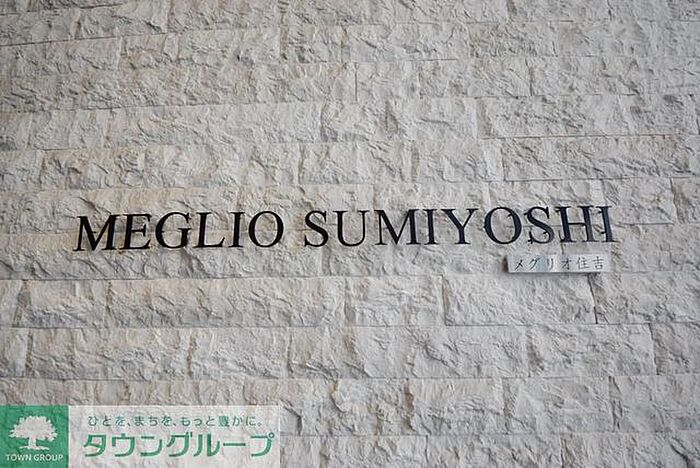 MEGLIO SUMIYOSHI
メグリオ住吉
ひとを、まちを、もっと豊かに。
タウングループ
TOWN GROUP